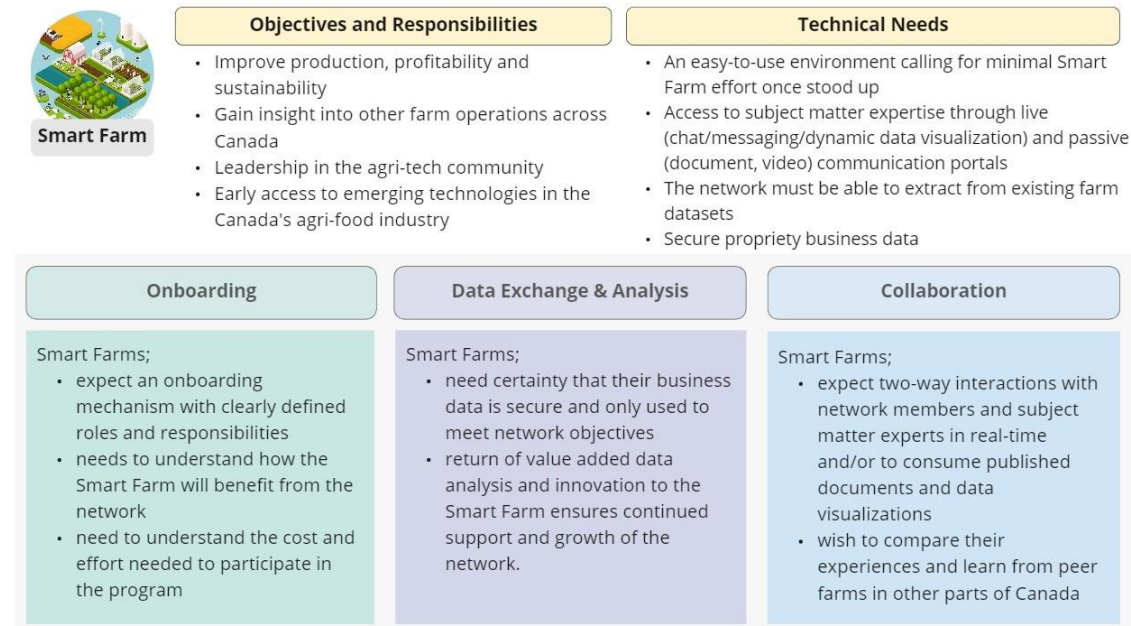 Smart Farm
Objectives and Responsibilities
• Improve production, profitability and
sustainability
• Gain insight into other farm operations across
Canada
• Leadership in the agri-tech community
• Early access to emerging technologies in the
Canada's agri-food industry
Technical Needs
• An easy-to-use environment calling for minimal Smart
Farm effort once stood up
• Access to subject matter expertise through live
(chat/messaging/dynamic data visualization) and passive
(document, video) communication portals
• The network must be able to extract from existing farm
datasets
• Secure propriety business data
Onboarding
Smart Farms;
• expect an onboarding
mechanism with clearly defined
roles and responsibilities
• needs to understand how the
Smart Farm will benefit from the
network
• need to understand the cost and
effort needed to participate in
the program
Data Exchange & Analysis
Smart Farms;
• need certainty that their business
data is secure and only used to
meet network objectives
• return of value added data
analysis and innovation to the
Smart Farm ensures continued
support and growth of the
network.
Collaboration
Smart Farms;
• expect two-way interactions with
network members and subject
matter experts in real-time
and/or to consume published
documents and data
visualizations
• wish to compare their
experiences and learn from peer
farms in other parts of Canada